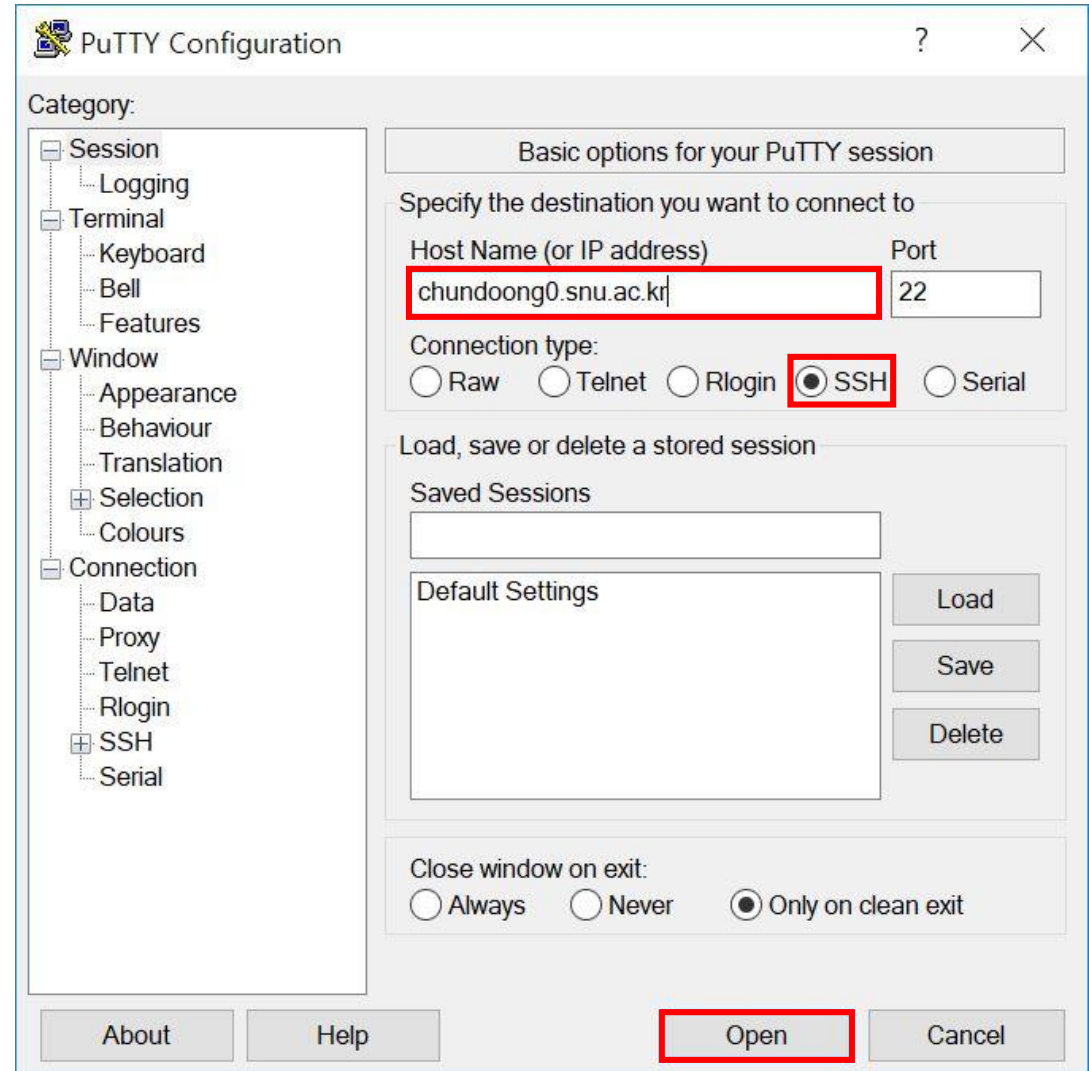 PuTTY Configuration
?
Category:
Session
Logging
Terminal
Keyboard
Bell
Features
Window
Appearance
Behaviour
Translation
Selection
Colours
Connection
Data
Proxy
Telnet
Rlogin
SSH
Serial
Basic options for your PuTTY session
Specify the destination you want to connect to
Host Name (or IP address) Port
chundoong0.snu.ac.kr 22
Connection type:
Raw Telnet Rlogin SSH Serial
Load, save or delete a stored session
Saved Sessions
Default Settings
Load
Save
Delete
Close window on exit:
Always Never Only on clean exit
About Help Open Cancel